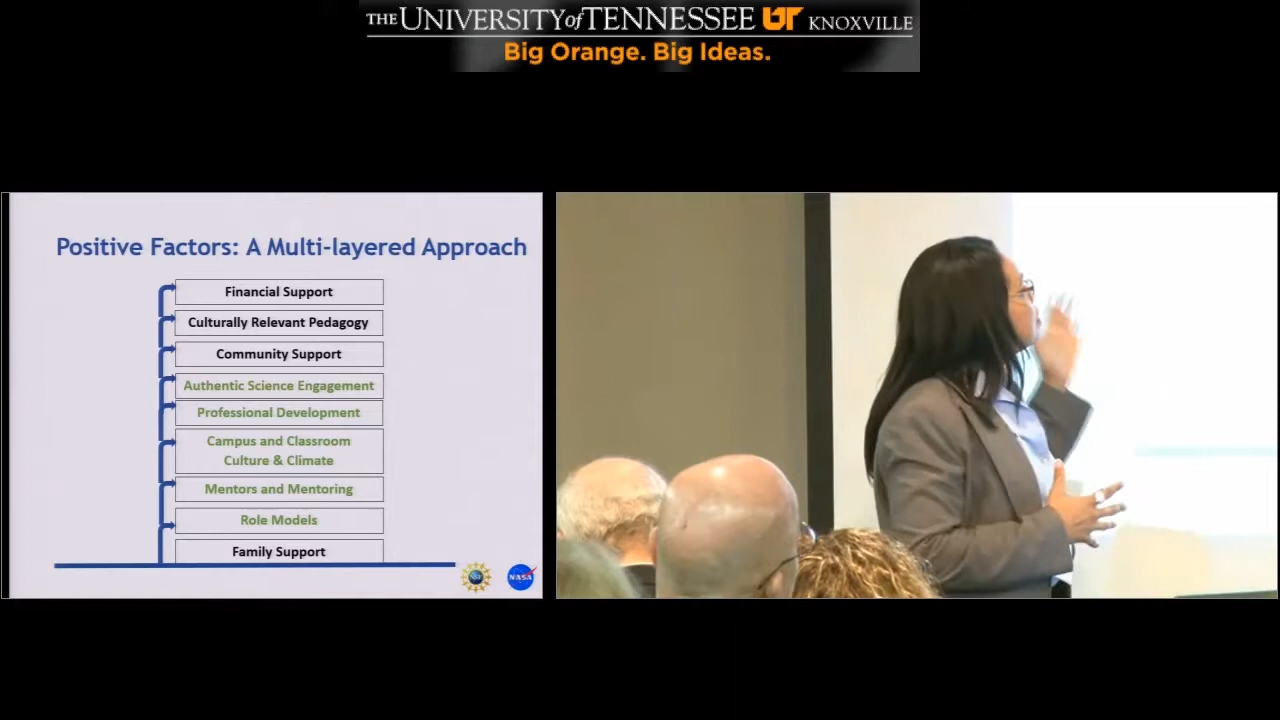 THE UNIVERSITY of TENNESSEE UT KNOXVILLE
Big Orange. Big Ideas.
Positive Factors: A Multi-layered Approach
Financial Support
Culturally Relevant Pedagogy
Community Support
Authentic Science Engagement
Professional Development
Campus and Classroom
Culture & Climate
Mentors and Mentoring
Role Models
Family Support
NSF
NASA